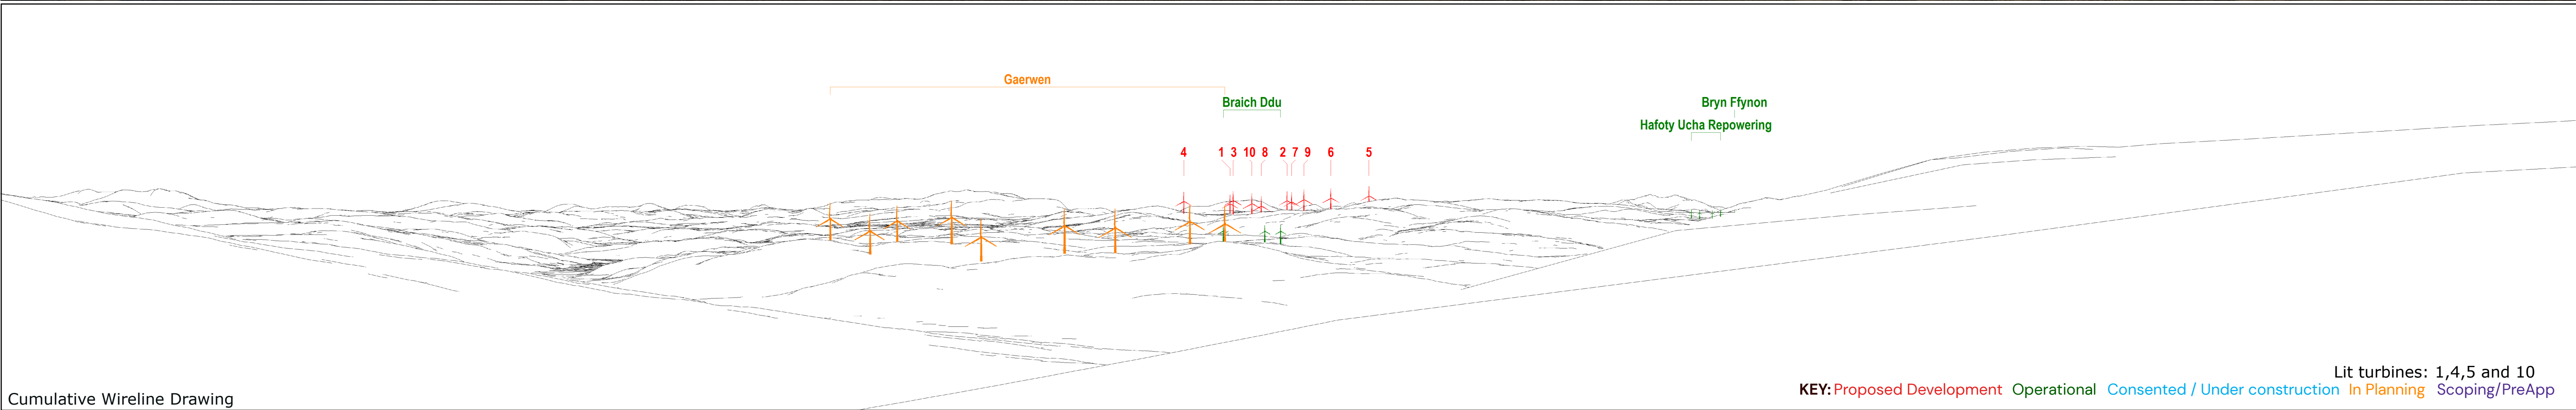 Gaerwen
Braich Ddu
Bryn Ffynon
Hafoty Ucha Repowering
4 1 3 10 8 2 7 9 6 5
Lit turbines: 1,4,5 and 10
KEY: Proposed Development Operational Consented / Under construction In Planning Scoping/PreApp
Cumulative Wireline Drawing